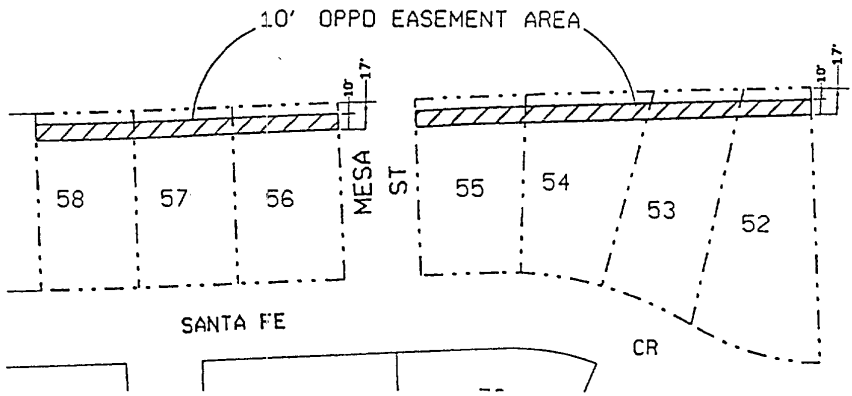 10' OPPD EASEMENT AREA
10'
17'
10'
17'
58
57
56
MESA
ST
55
54
53
52
SANTA FE
CR